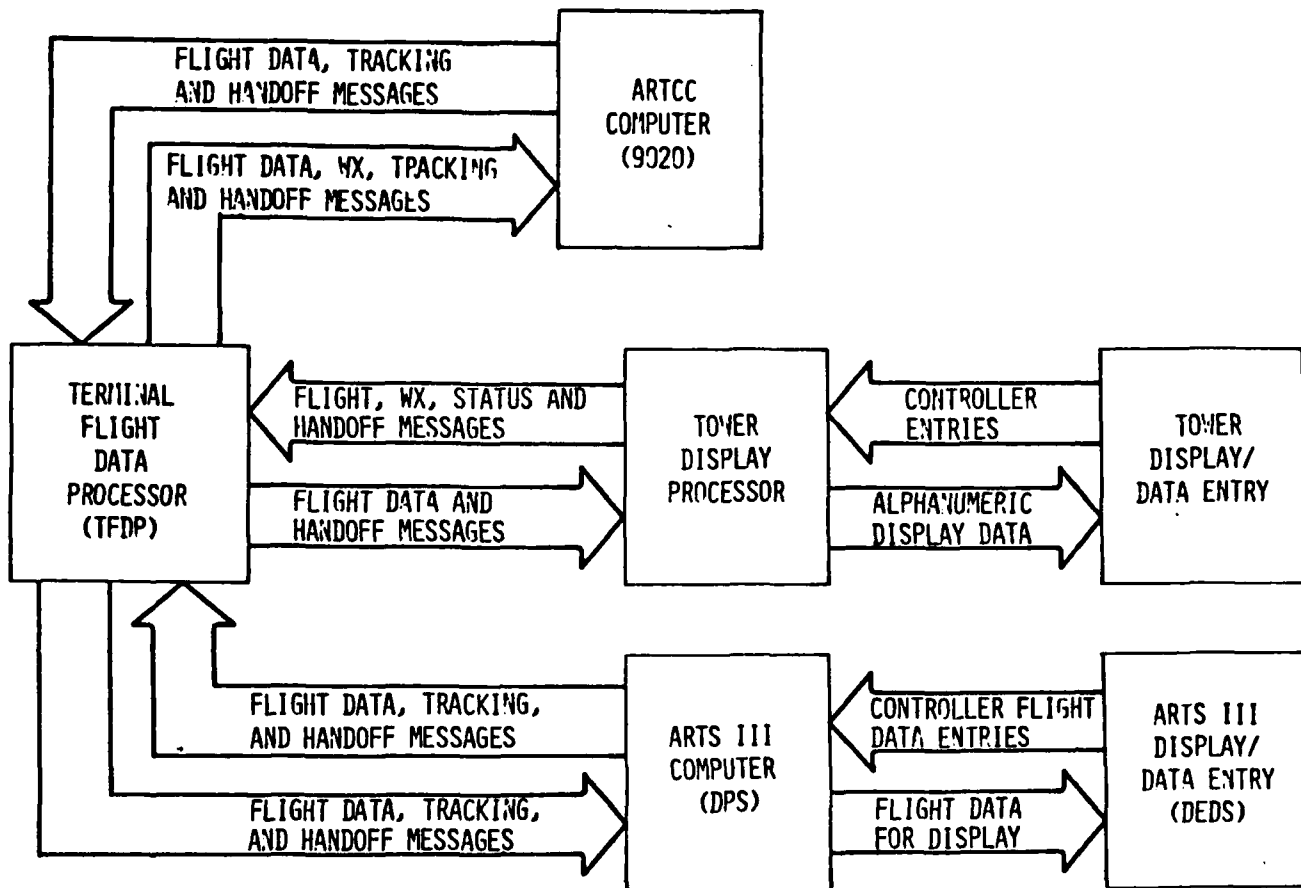 FLIGHT DATA, TRACKING
AND HANDOFF MESSAGES
ARTCC
COMPUTER
(9020)
FLIGHT DATA, WX, TRACKING
AND HANDOFF MESSAGES
TERMINAL
FLIGHT
DATA
PROCESSOR
(TFDP)
FLIGHT, WX, STATUS AND
HANDOFF MESSAGES
FLIGHT DATA AND
HANDOFF MESSAGES
TOWER
DISPLAY
PROCESSOR
CONTROLLER
ENTRIES
ALPHANUMERIC
DISPLAY DATA
TOWER
DISPLAY/
DATA ENTRY
FLIGHT DATA, TRACKING,
AND HANDOFF MESSAGES
FLIGHT DATA, TRACKING,
AND HANDOFF MESSAGES
ARTS III
COMPUTER
(DPS)
CONTROLLER FLIGHT
DATA ENTRIES
FLIGHT DATA
FOR DISPLAY
ARTS III
DISPLAY/
DATA ENTRY
(DEDS)